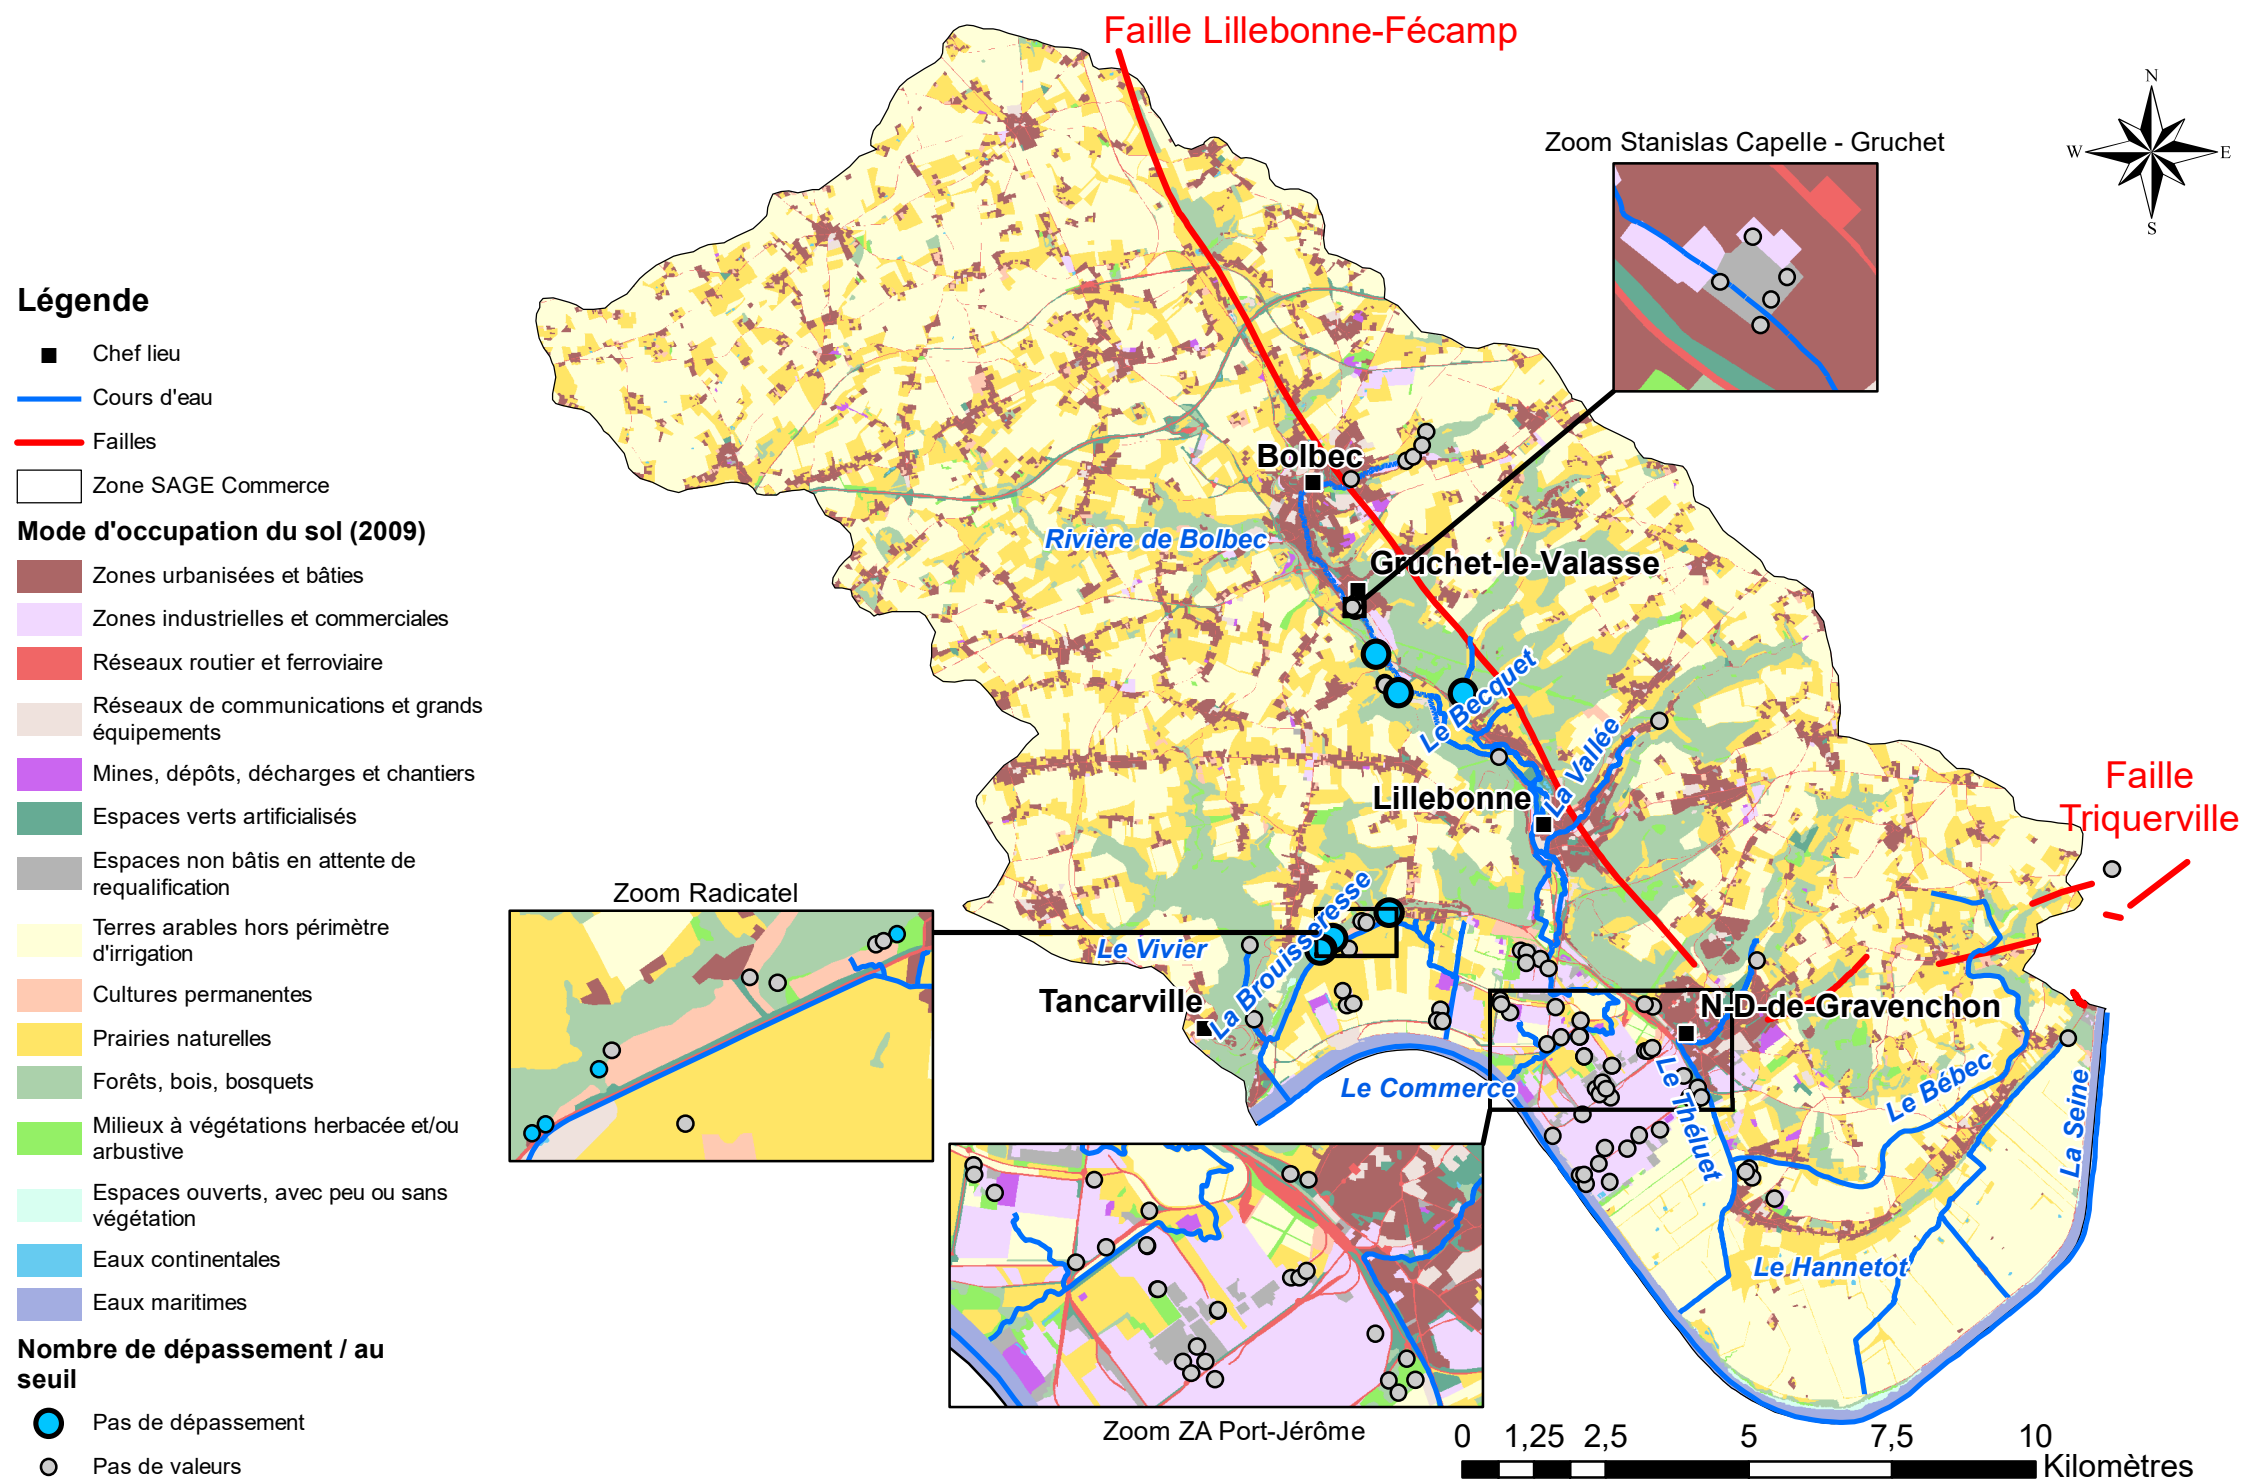 Faille Lillebonne-Fécamp
N
W
E
S
Zoom Stanislas Capelle - Gruchet
Légende
Chef lieu
Cours d'eau
Failles
Zone SAGE Commerce
Mode d'occupation du sol (2009)
Zones urbanisées et bâties
Zones industrielles et commerciales
Réseaux routier et ferroviaire
Réseaux de communications et grands
équipements
Mines, dépôts, décharges et chantiers
Espaces verts artificialisés
Espaces non bâtis en attente de
requalification
Terres arables hors périmètre
d'irrigation
Cultures permanentes
Prairies naturelles
Forêts, bois, bosquets
Milieux à végétations herbacée et/ou
arbustive
Espaces ouverts, avec peu ou sans
végétation
Eaux continentales
Eaux maritimes
Nombre de dépassement / au
seuil
Pas de dépassement
Pas de valeurs
Bolbec
Rivière de Bolbec
Gruchet-le-Valasse
Le Becquet
La Vallée
Lillebonne
Faille
Triquerville
Zoom Radicatel
Le Vivier
La Brouisseresse
Tancarville
N-D-de-Gravenchon
Le Commerce
Le Théluet
Le Bébec
La Seine
Le Hannetot
Zoom ZA Port-Jérôme
0 1,25 2,5 5 7,5 10
Kilomètres